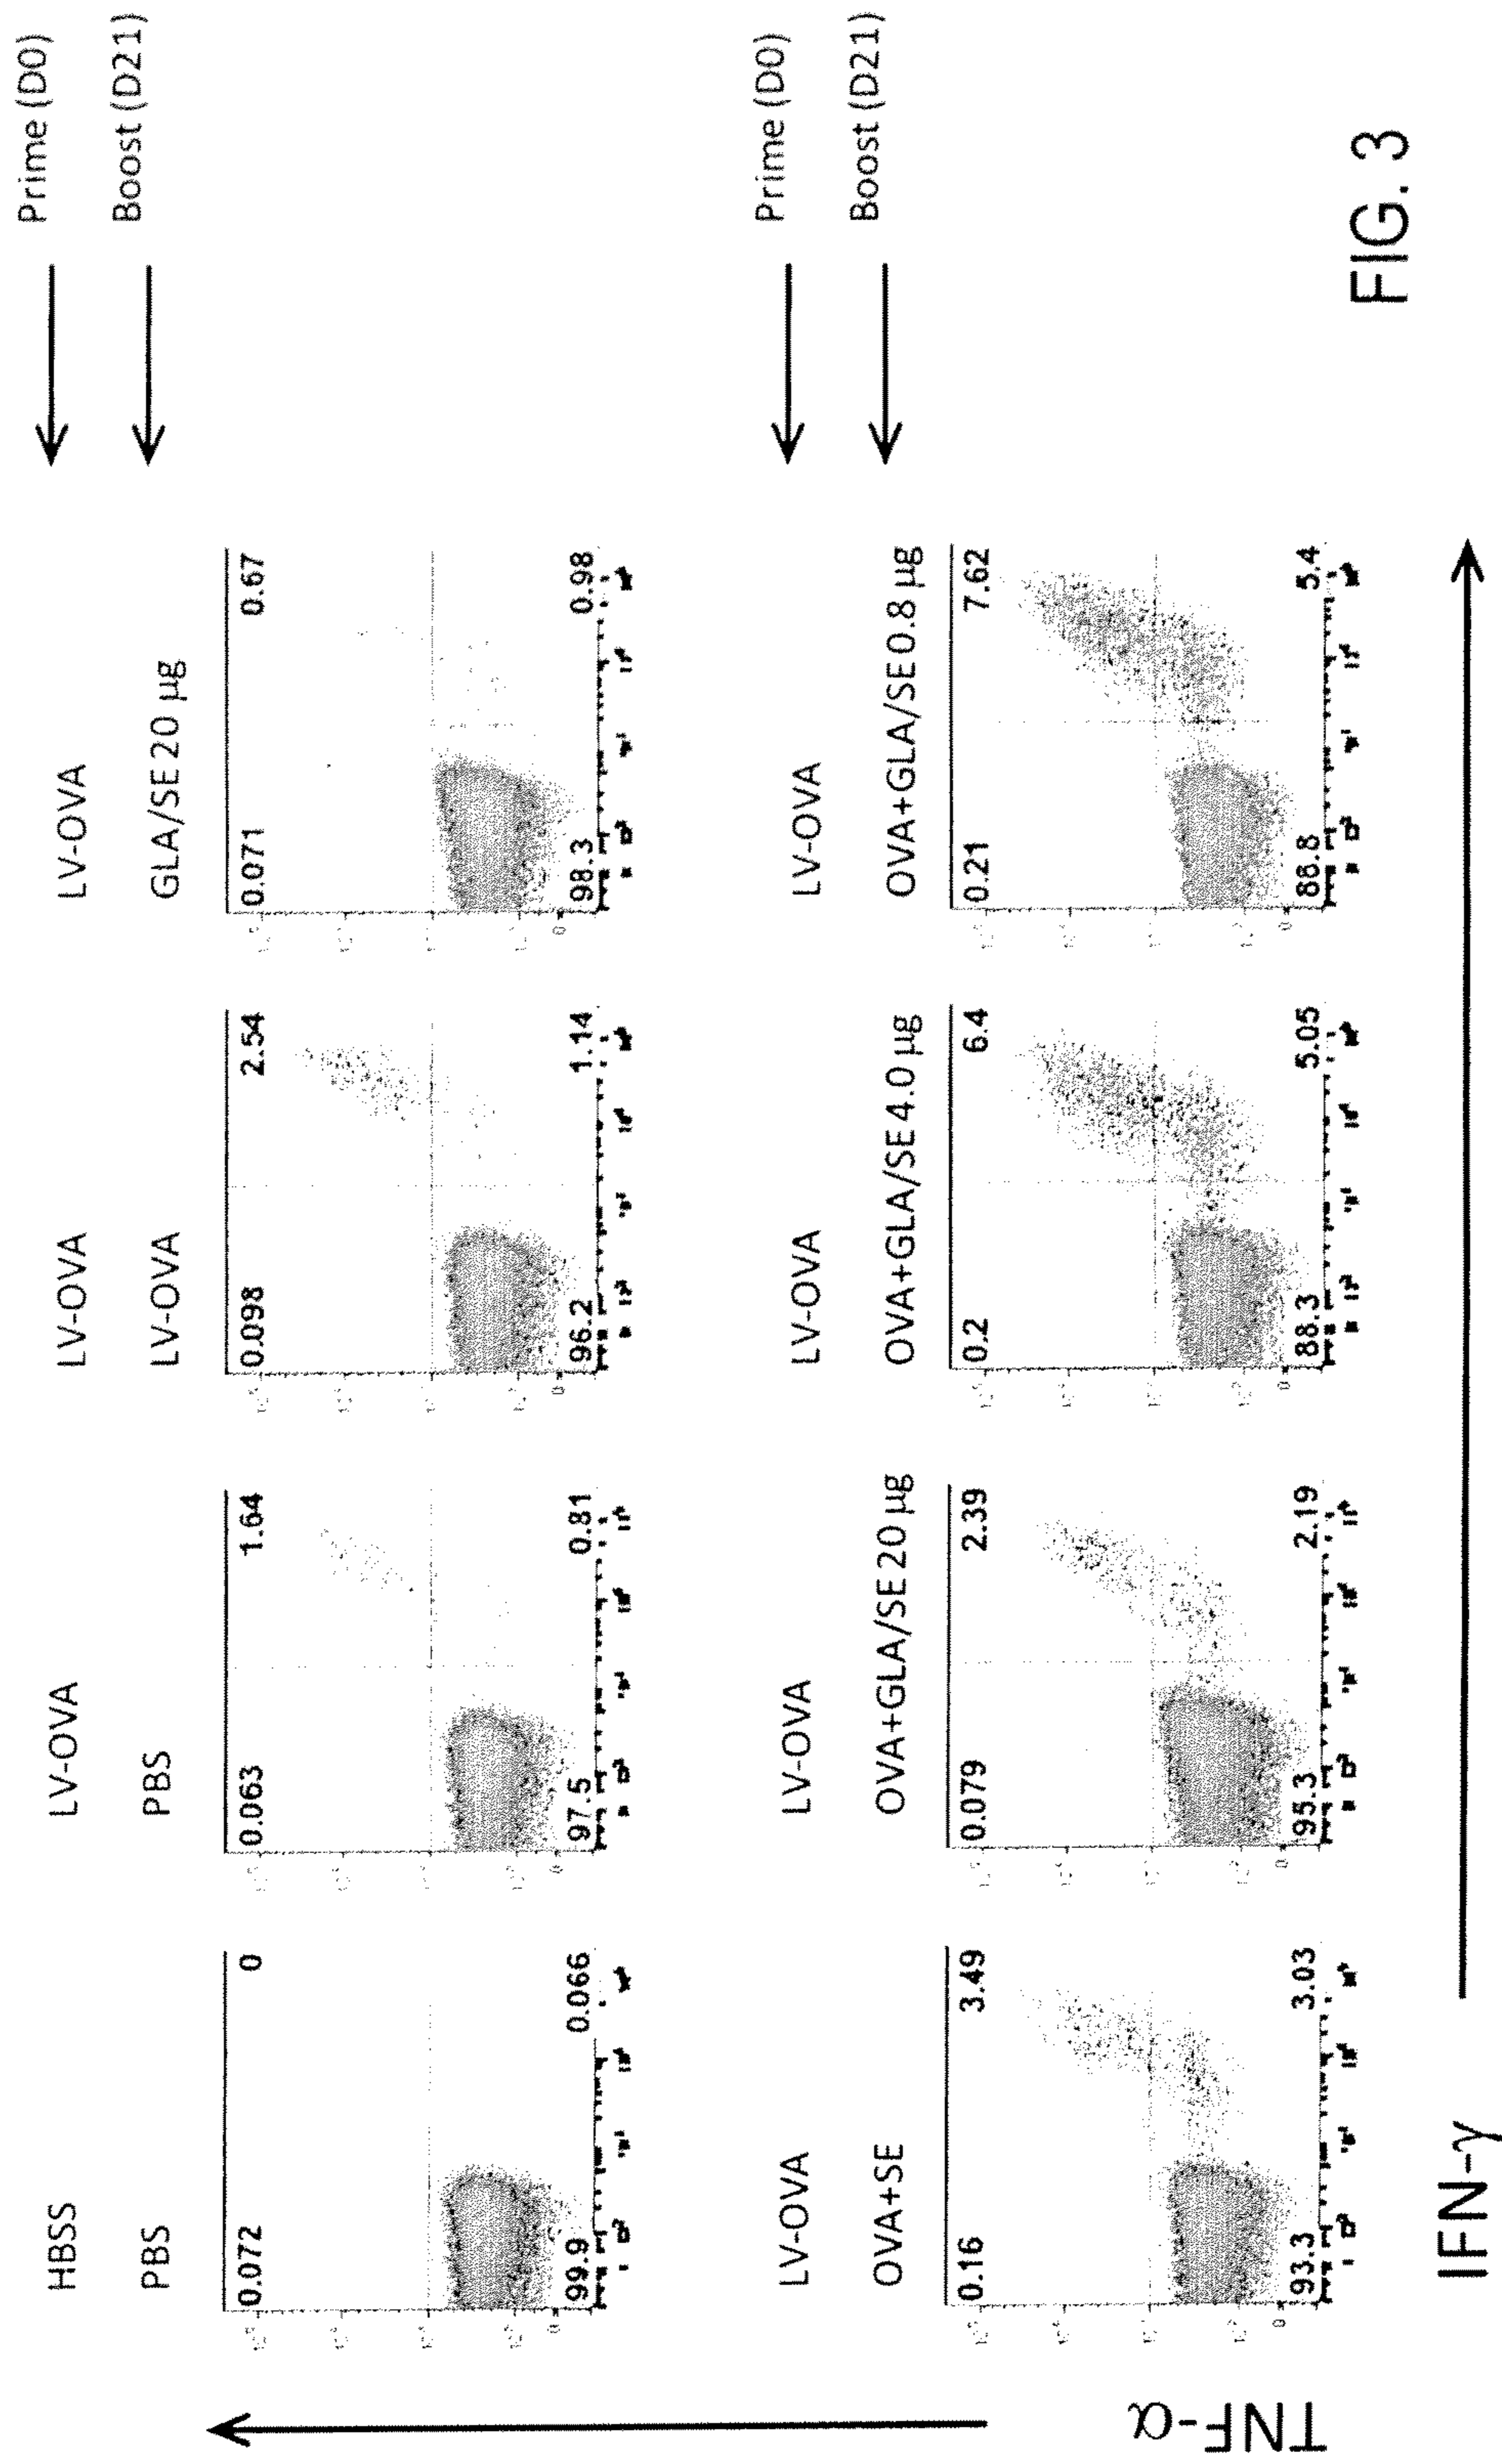 HBSS LV-OVA LV-OVA LV-OVA Prime (D0)
PBS PBS LV-OVA GLA/SE 20 µg Boost (D21)
0.072 0 0.063 1.64 0.098 2.54 0.071 0.67
99.9 0.066 97.5 0.81 96.2 1.14 98.3 0.98
LV-OVA LV-OVA LV-OVA LV-OVA Prime (D0)
OVA+SE OVA+GLA/SE 20 µg OVA+GLA/SE 4.0 µg OVA+GLA/SE 0.8 µg Boost (D21)
0.16 3.49 0.079 2.39 0.2 6.4 0.21 7.62
93.3 3.03 95.3 2.19 88.3 5.05 88.8 5.4
TNF-α
IFN-γ
FIG. 3